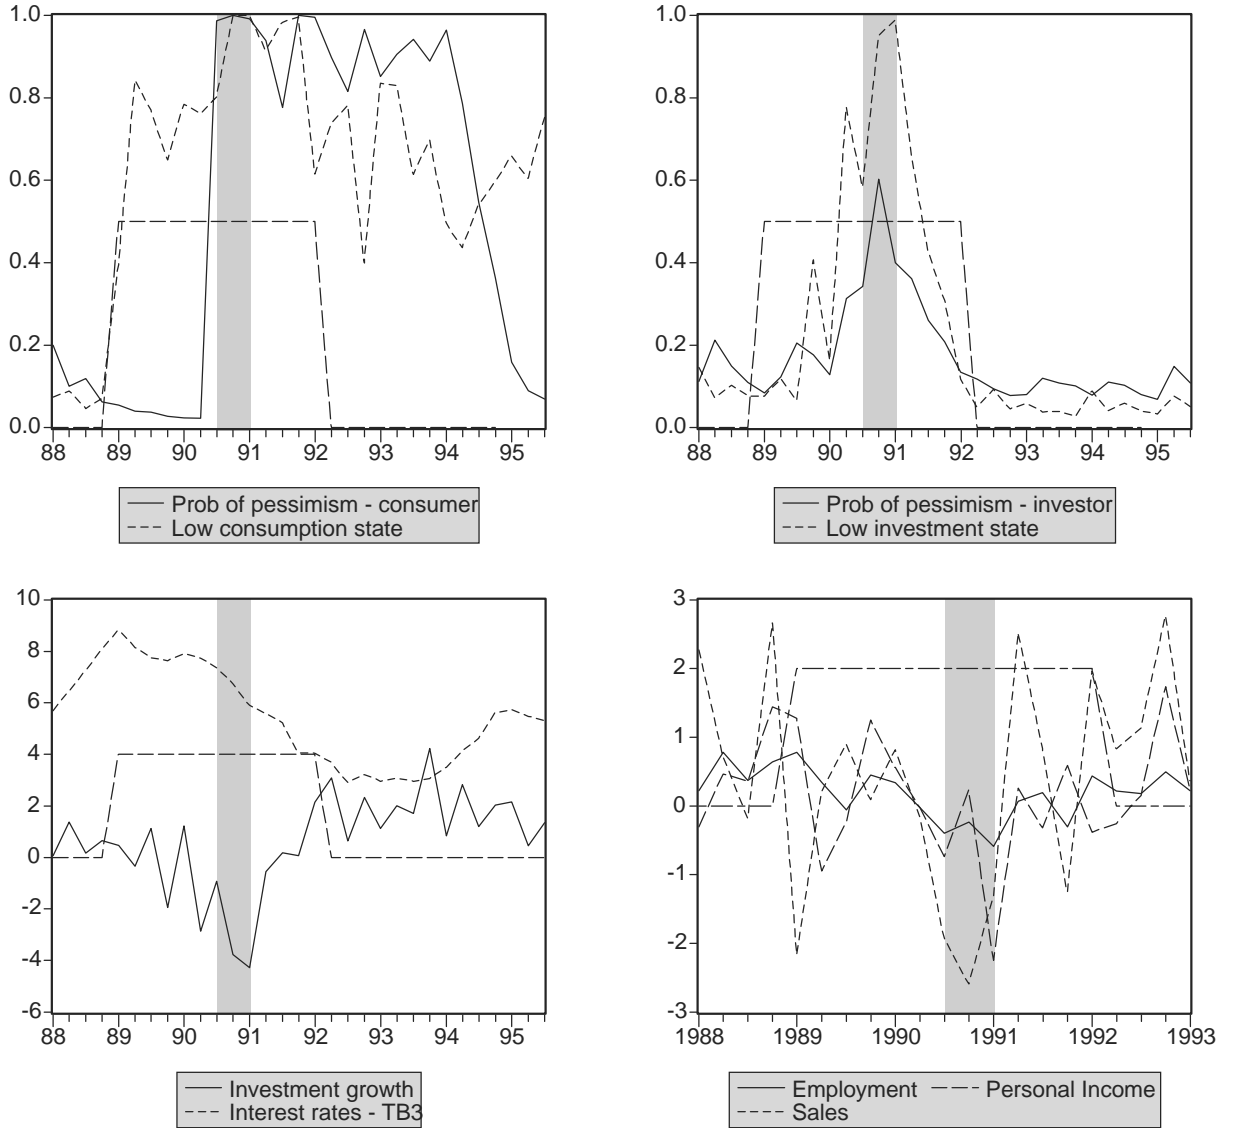 1.0
0.8
0.6
0.4
0.2
0.0
88 89 90 91 92 93 94 95
Prob of pessimism - consumer
Low consumption state
1.0
0.8
0.6
0.4
0.2
0.0
88 89 90 91 92 93 94 95
Prob of pessimism - investor
Low investment state
10
8
6
4
2
0
-2
-4
-6
88 89 90 91 92 93 94 95
Investment growth
Interest rates - TB3
3
2
1
0
-1
-2
-3
1988 1989 1990 1991 1992 1993
Employment Personal Income
Sales